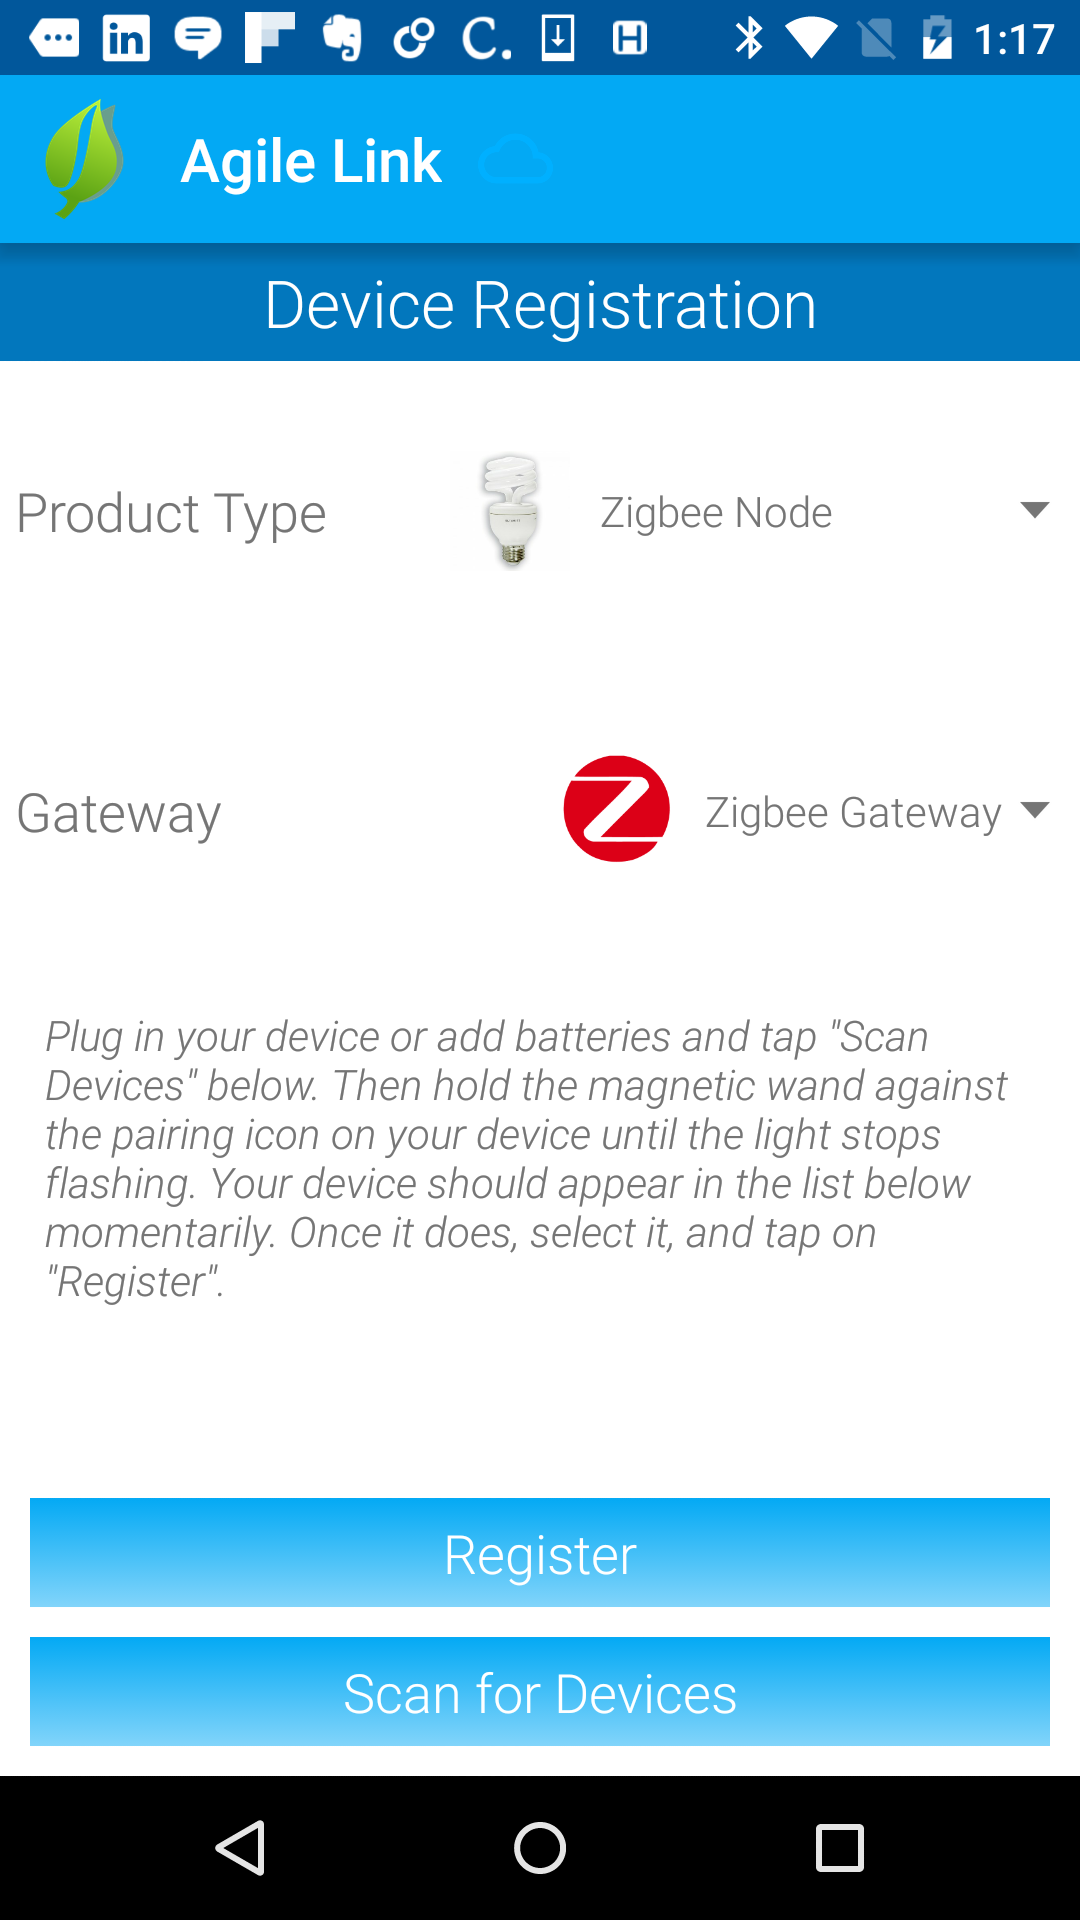 1:17
Agile Link
Device Registration
Product Type
Zigbee Node
Gateway
Zigbee Gateway
Plug in your device or add batteries and tap "Scan
Devices" below. Then hold the magnetic wand against
the pairing icon on your device until the light stops
flashing. Your device should appear in the list below
momentarily. Once it does, select it, and tap on
"Register".
Register
Scan for Devices